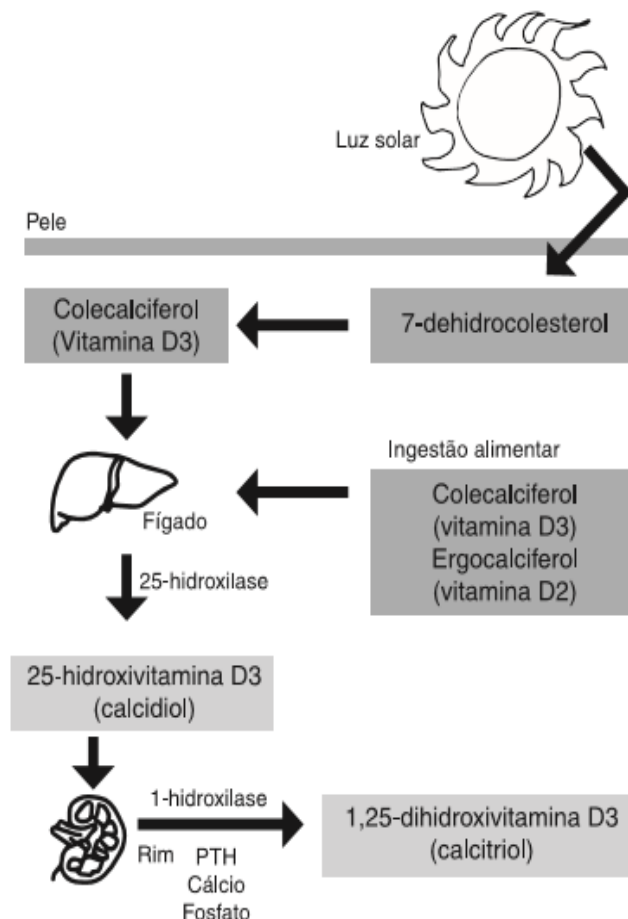 Luz solar
Pele
Colecalciferol
(Vitamina D3)
7-dehidrocolesterol
Ingestão alimentar
Colecalciferol
(vitamina D3)
Ergocalciferol
(vitamina D2)
Fígado
25-hidroxilase
25-hidroxivitamina D3
(calcidiol)
1-hidroxilase
Rim
PTH
Cálcio
Fosfato
1,25-dihidroxivitamina D3
(calcitriol)